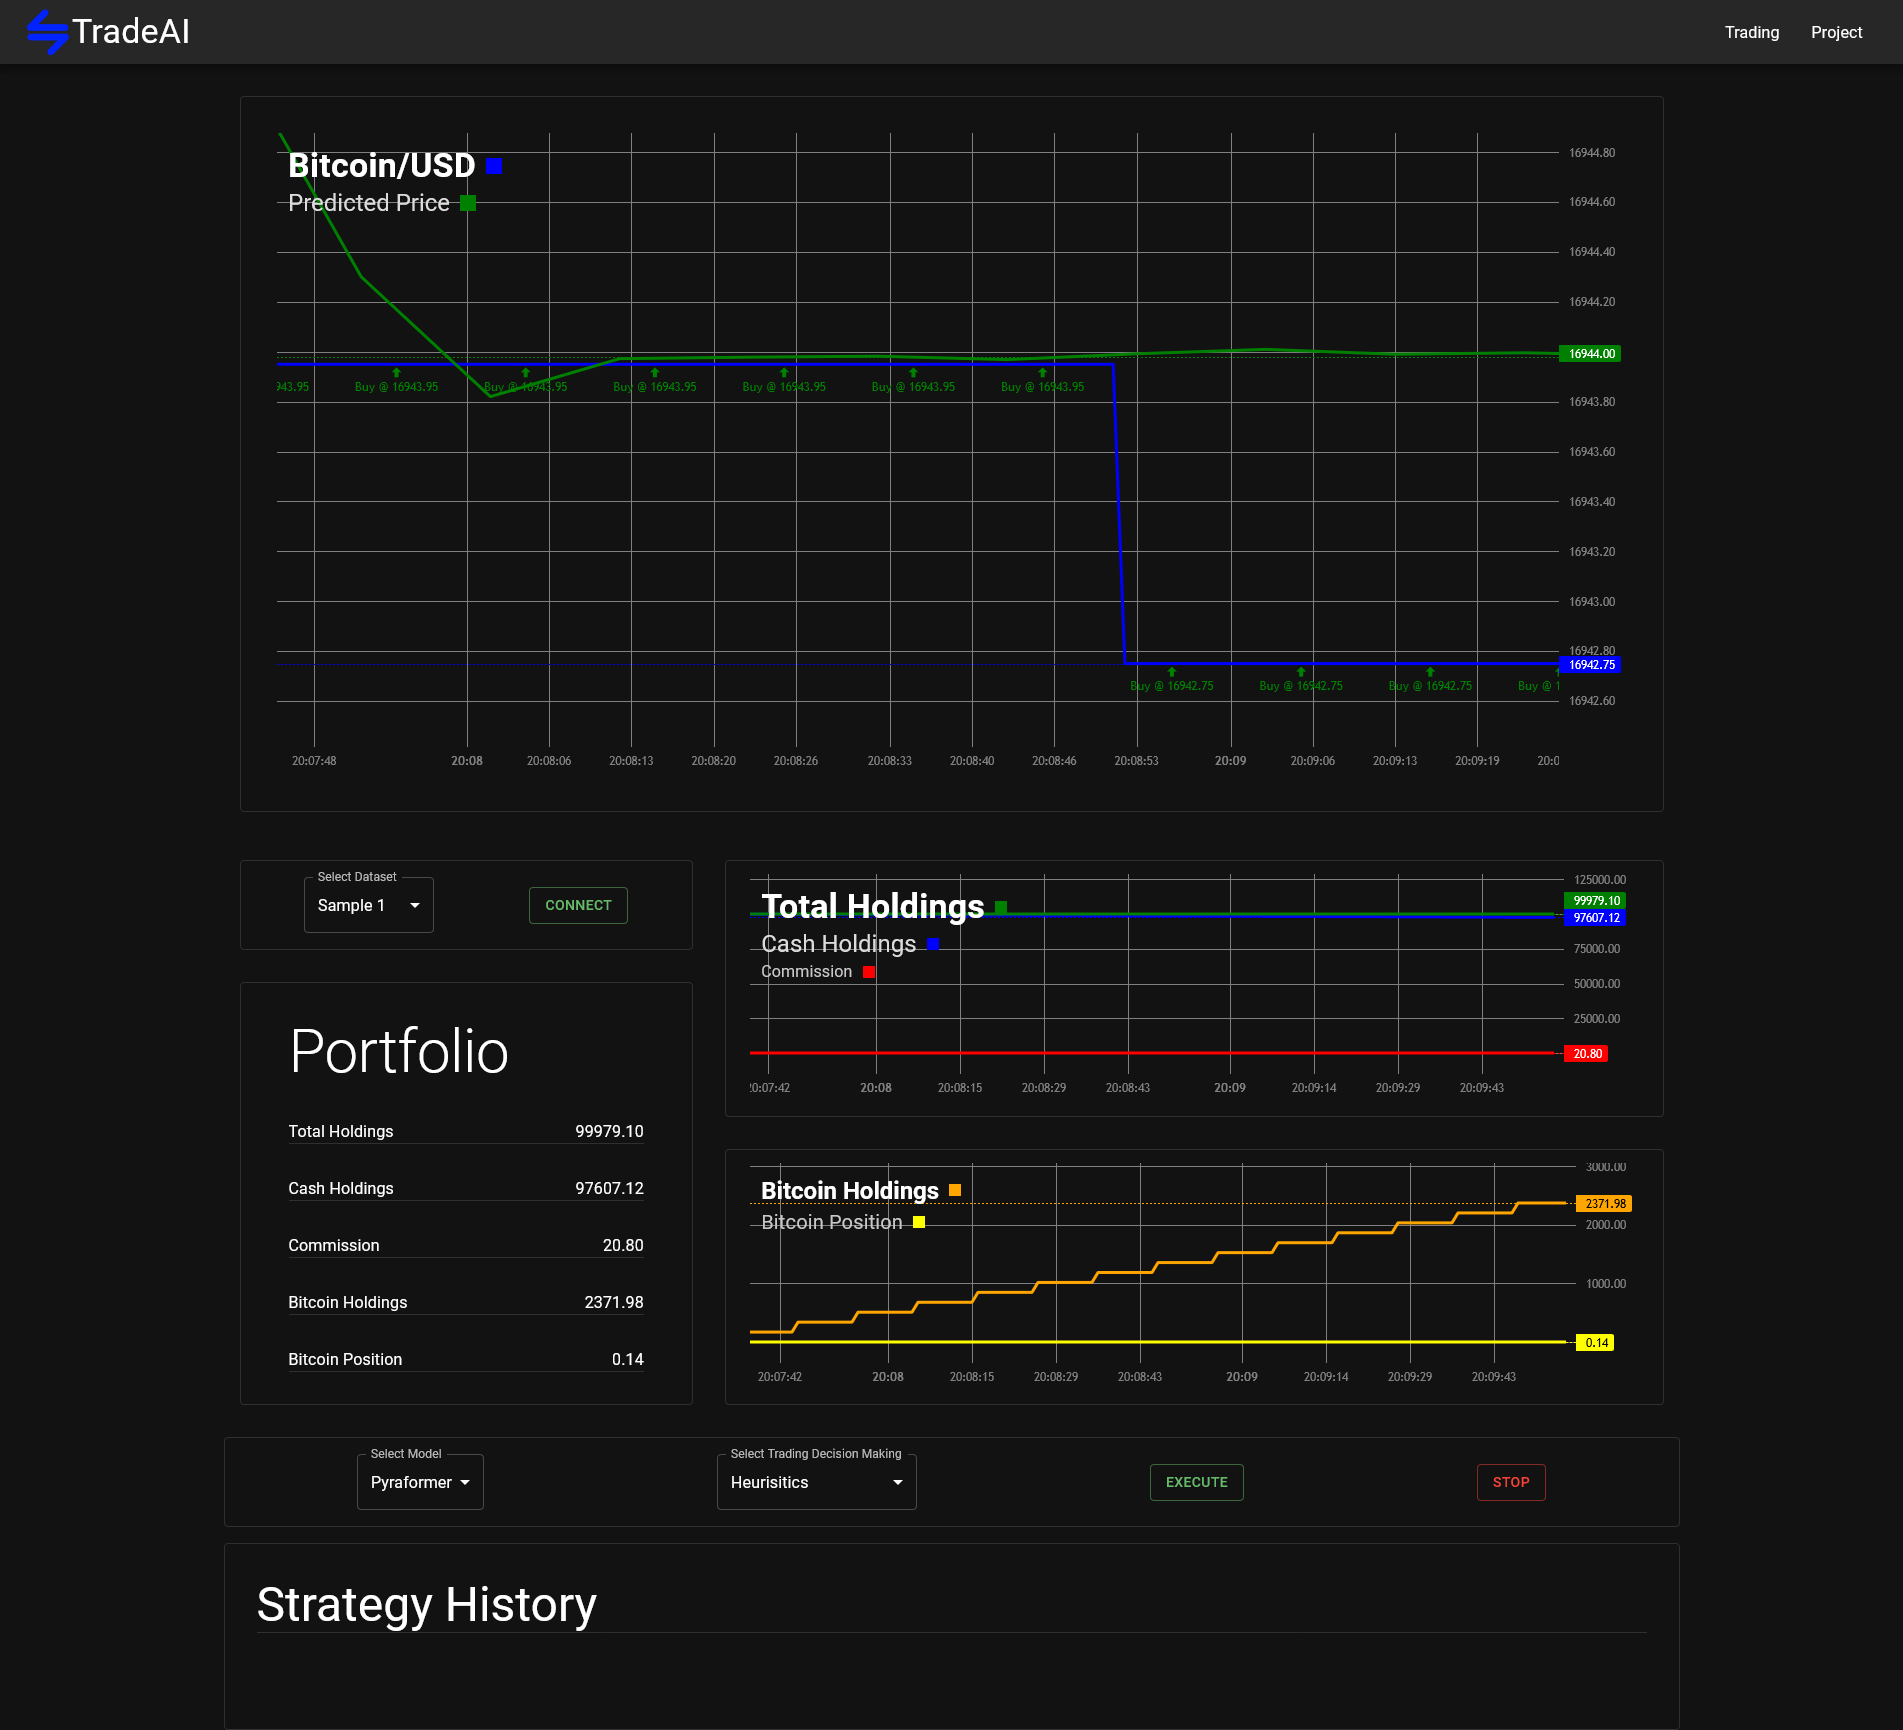 TradeAI
Trading Project
Bitcoin/USD
Predicted Price
16944.80
16944.60
16944.40
16944.20
16944.00
943.95 Buy @ 16943.95 Buy @ 16943.95 Buy @ 16943.95 Buy @ 16943.95 Buy @ 16943.95 Buy @ 16943.95
16943.80
16943.60
16943.40
16943.20
16943.00
16942.80
16942.75
Buy @ 16942.75 Buy @ 16942.75 Buy @ 16942.75 Buy @ 1
16942.60
20:07:48 20:08 20:08:06 20:08:13 20:08:20 20:08:26 20:08:33 20:08:40 20:08:46 20:08:53 20:09 20:09:06 20:09:13 20:09:19 20:0
Select Dataset
Sample 1
CONNECT
Portfolio
Total Holdings 99979.10
Cash Holdings 97607.12
Commission 20.80
Bitcoin Holdings 2371.98
Bitcoin Position 0.14
Total Holdings
Cash Holdings
Commission
125000.00
99979.10
97607.12
75000.00
50000.00
25000.00
20.80
20:07:42 20:08 20:08:15 20:08:29 20:08:43 20:09 20:09:14 20:09:29 20:09:43
Bitcoin Holdings
Bitcoin Position
3000.00
2371.98
2000.00
1000.00
0.14
20:07:42 20:08 20:08:15 20:08:29 20:08:43 20:09 20:09:14 20:09:29 20:09:43
Select Model
Pyraformer
Select Trading Decision Making
Heurisitics
EXECUTE
STOP
Strategy History